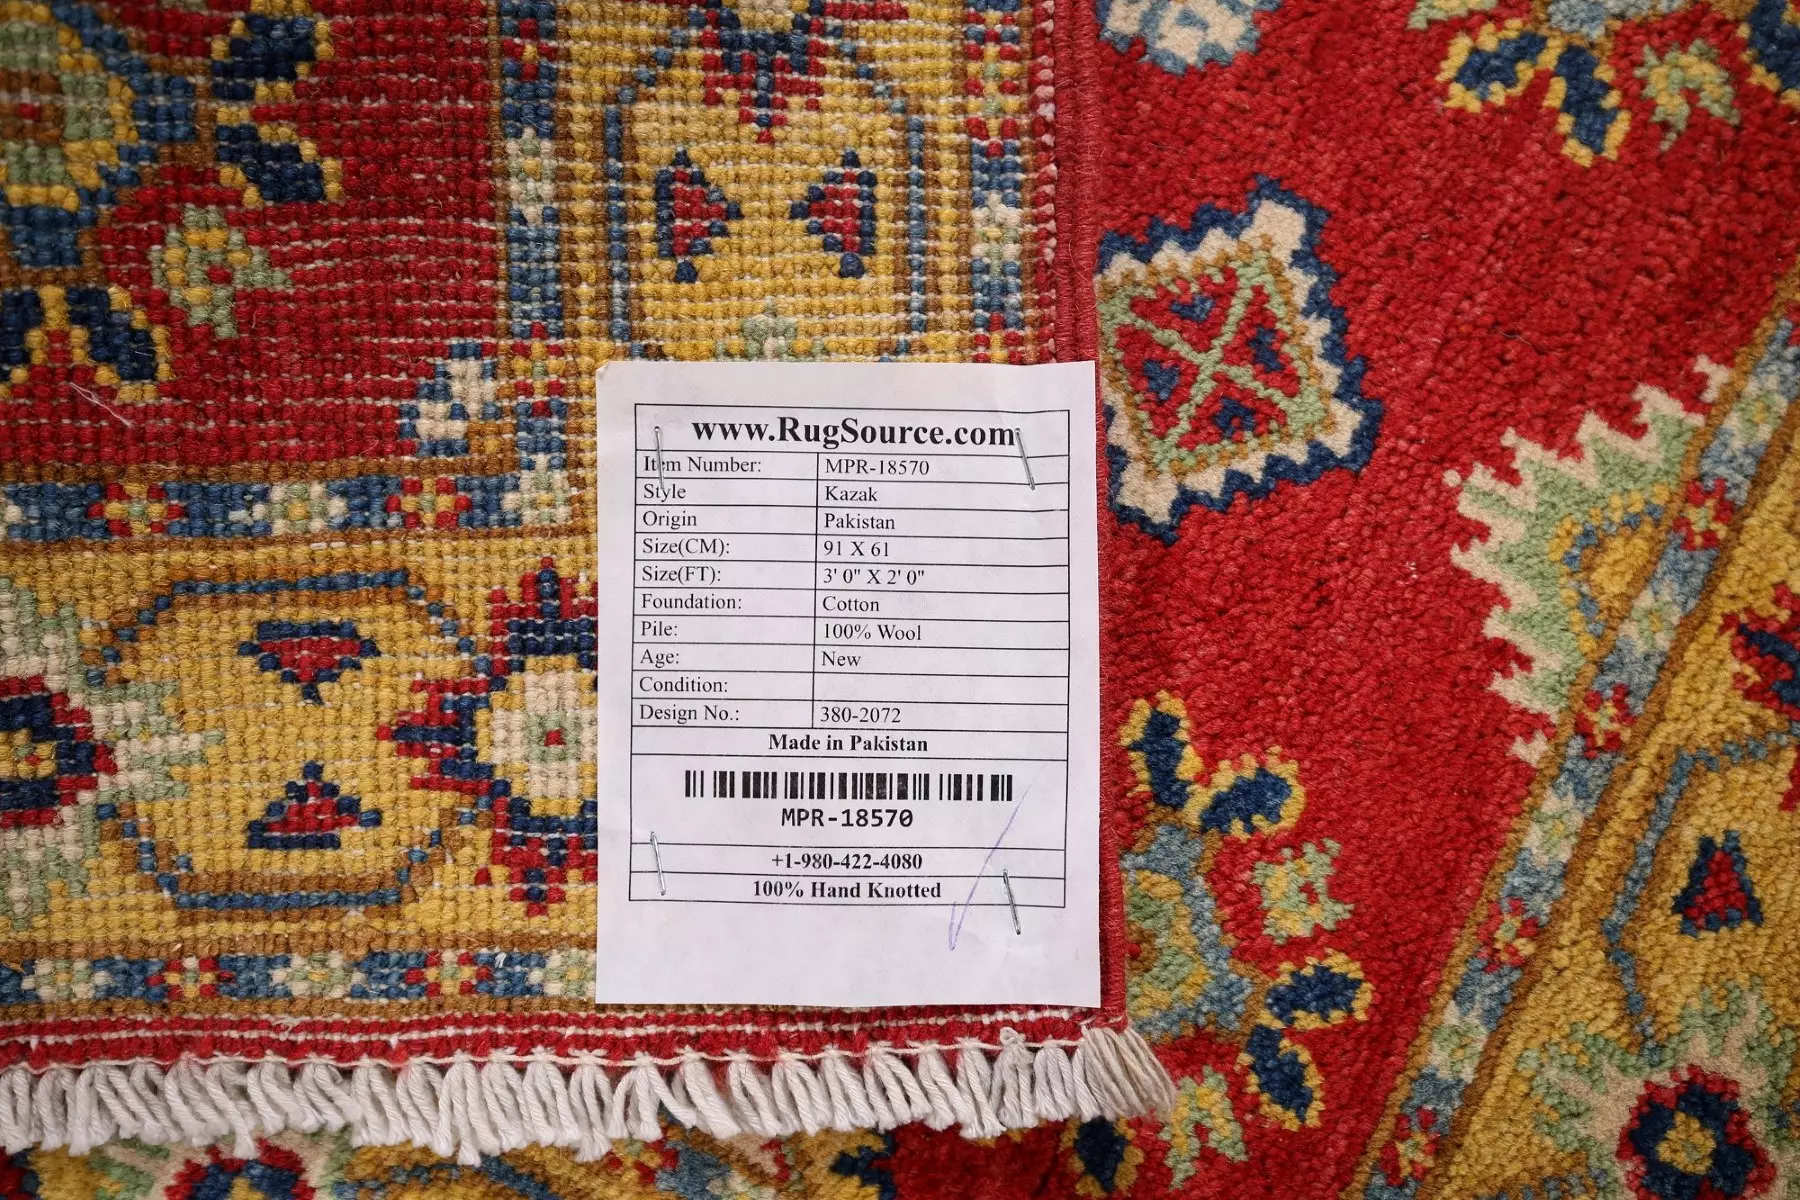 www.RugSource.com
Item Number: MPR-18570
Style Kazak
Origin Pakistan
Size(CM): 91 X 61
Size(FT): 3' 0" X 2' 0"
Foundation: Cotton
Pile: 100% Wool
Age: New
Condition:
Design No.: 380-2072
Made in Pakistan
MPR-18570
+1-980-422-4080
100% Hand Knotted